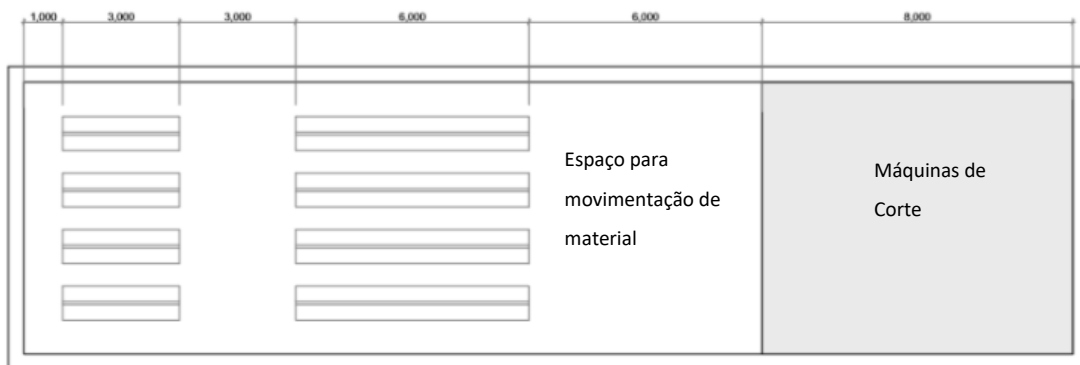 1,000 3,000 3,000 6,000 6,000 8,000
Espaço para
movimentação de
material
Máquinas de
Corte